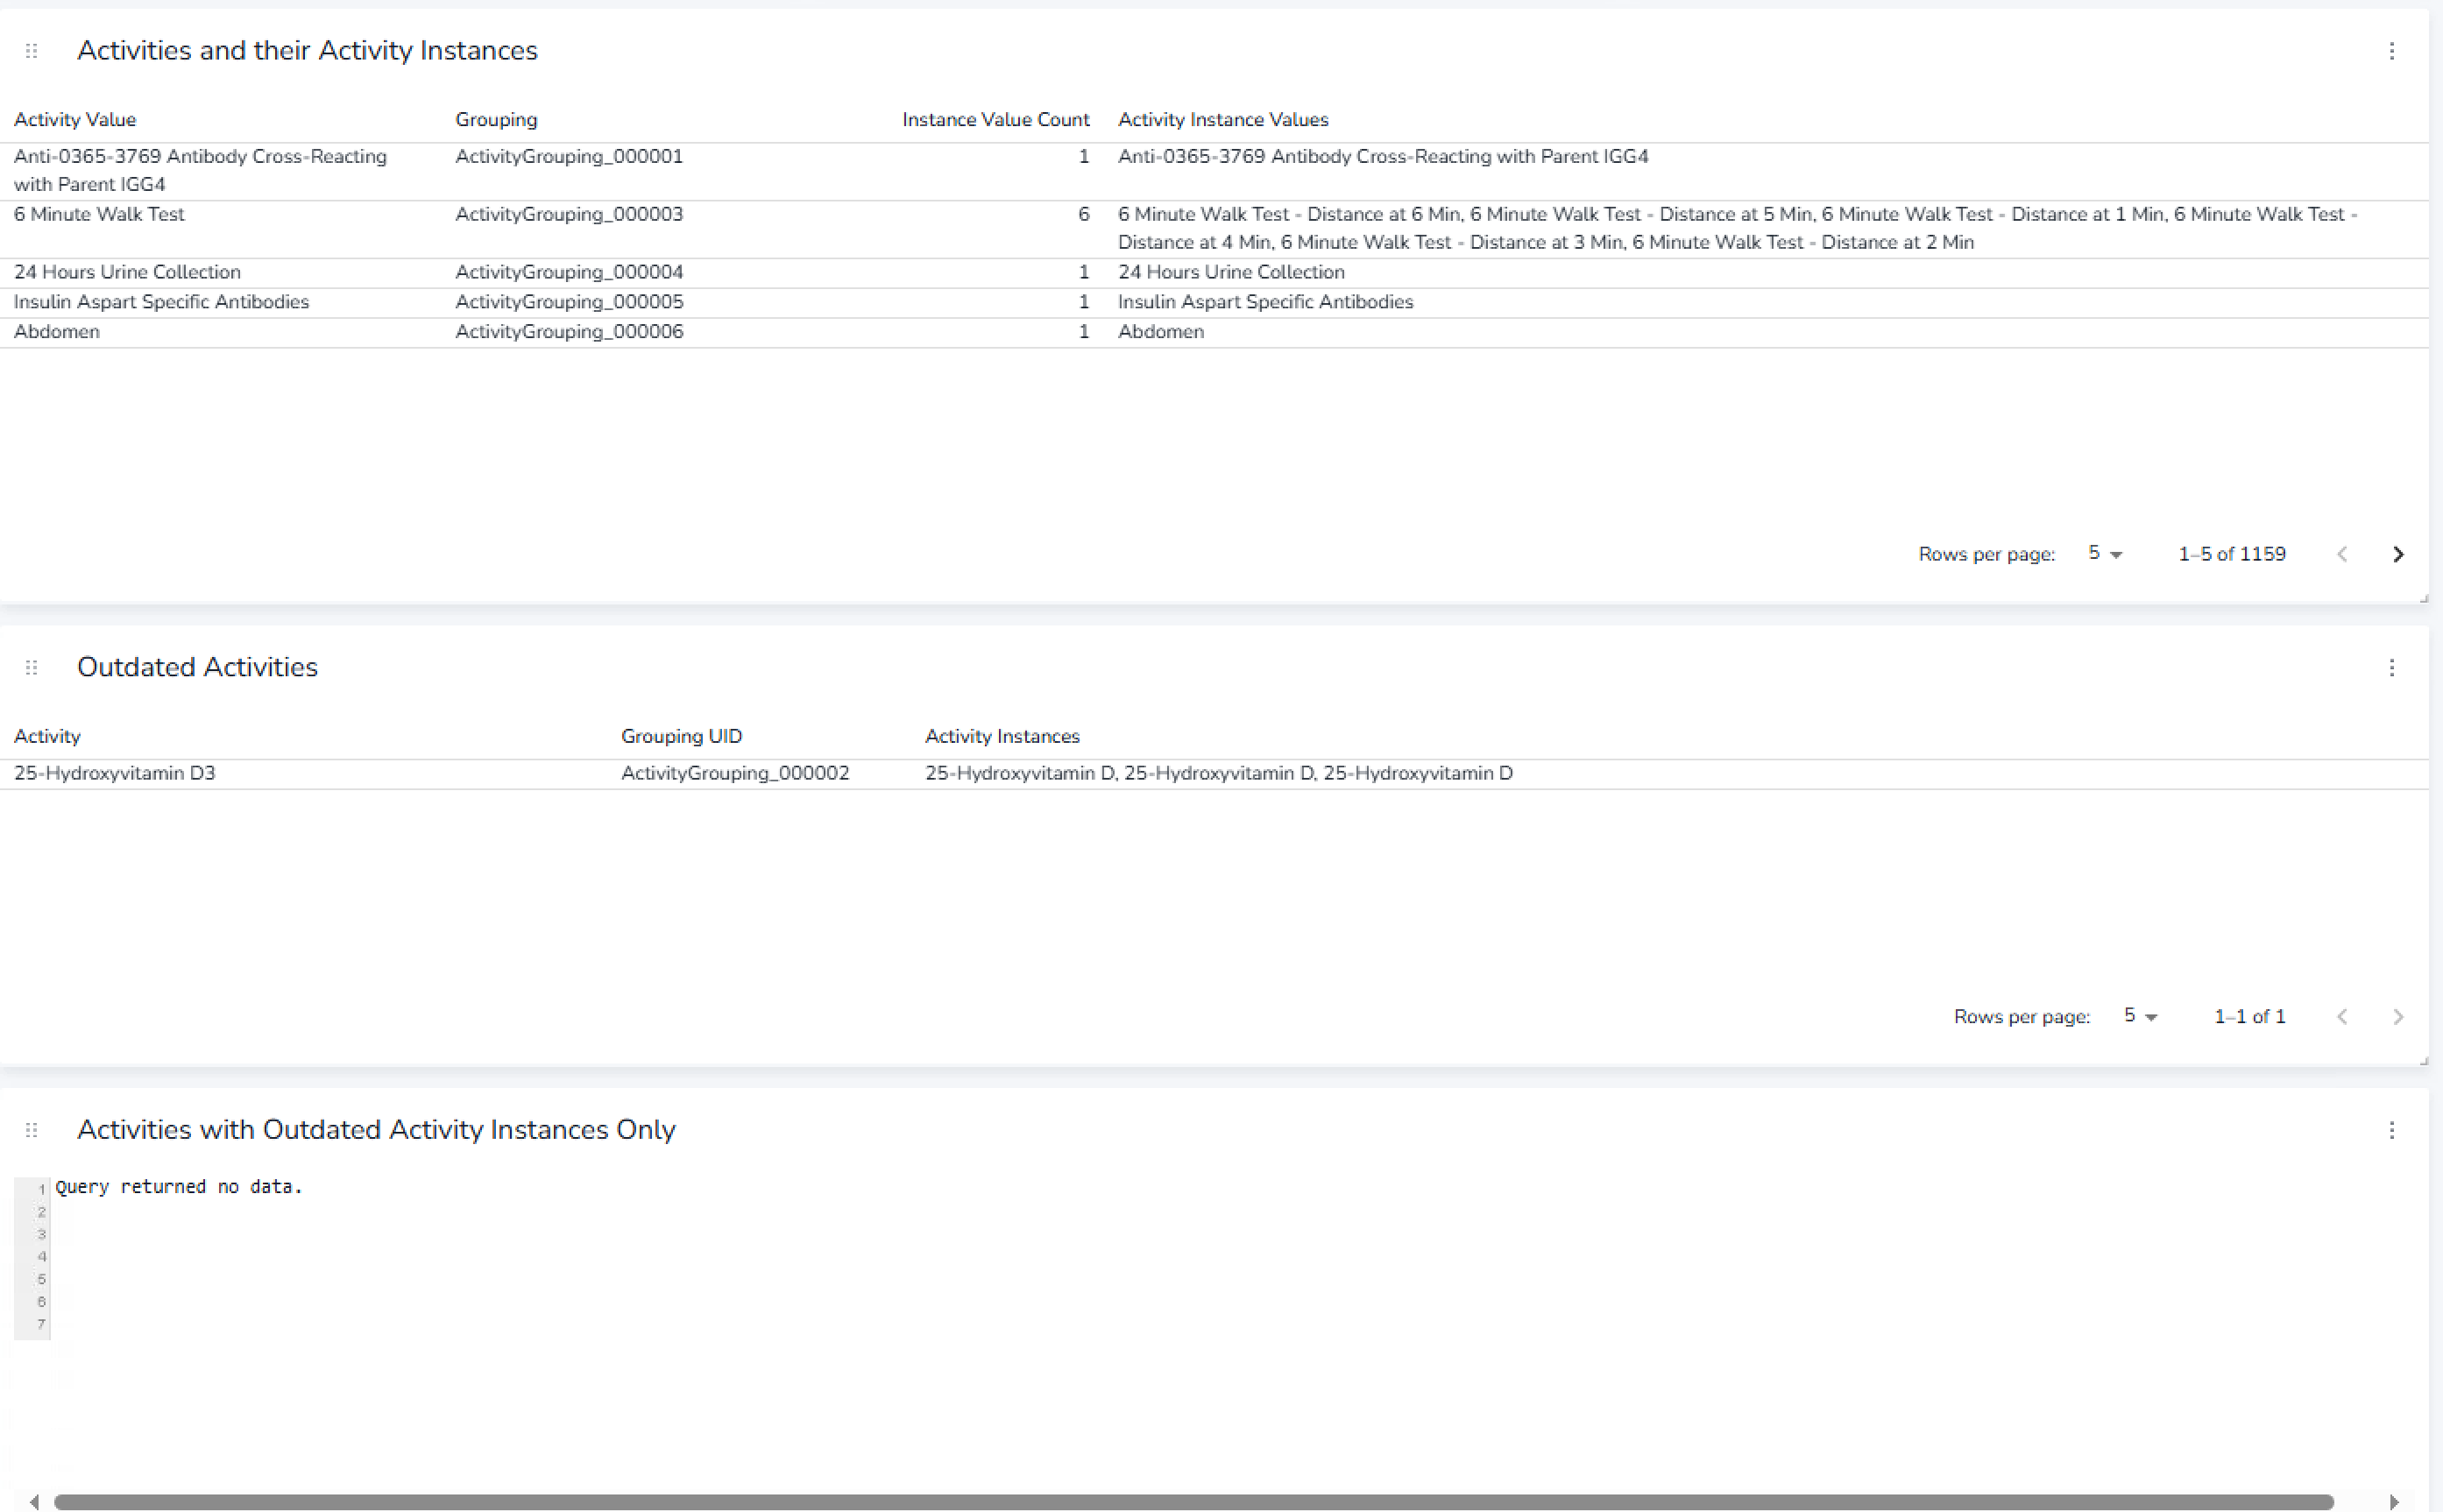 Activities and their Activity Instances
Activity Value Grouping Instance Value Count Activity Instance Values
Anti-0365-3769 Antibody Cross-Reacting ActivityGrouping_000001 1 Anti-0365-3769 Antibody Cross-Reacting with Parent IGG4
with Parent IGG4
6 Minute Walk Test ActivityGrouping_000003 6 6 Minute Walk Test - Distance at 6 Min, 6 Minute Walk Test - Distance at 5 Min, 6 Minute Walk Test - Distance at 1 Min, 6 Minute Walk Test -
Distance at 4 Min, 6 Minute Walk Test - Distance at 3 Min, 6 Minute Walk Test - Distance at 2 Min
24 Hours Urine Collection ActivityGrouping_000004 1 24 Hours Urine Collection
Insulin Aspart Specific Antibodies ActivityGrouping_000005 1 Insulin Aspart Specific Antibodies
Abdomen ActivityGrouping_000006 1 Abdomen
Rows per page: 5 1–5 of 1159
Outdated Activities
Activity Grouping UID Activity Instances
25-Hydroxyvitamin D3 ActivityGrouping_000002 25-Hydroxyvitamin D, 25-Hydroxyvitamin D, 25-Hydroxyvitamin D
Rows per page: 5 1–1 of 1
Activities with Outdated Activity Instances Only
1 Query returned no data.
2
3
4
5
6
7